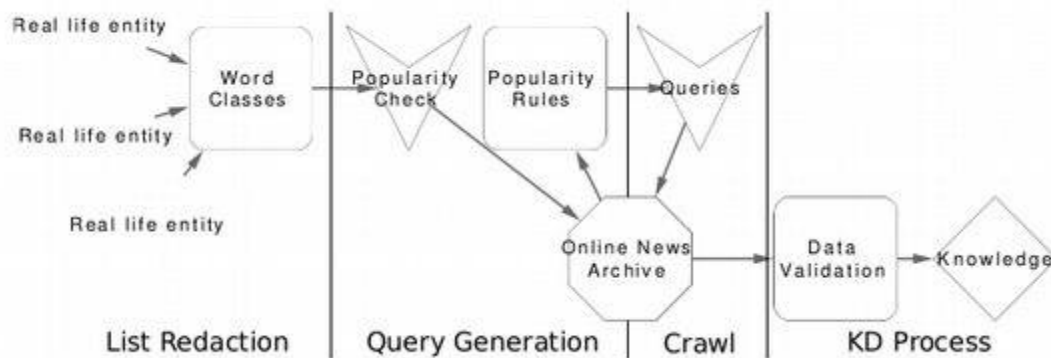 Real life entity
Word
Classes
Real life entity
Real life entity
Popularity
Check
Popularity
Rules
Queries
Online News
Archive
Data
Validation
Knowledge
List Redaction
Query Generation
Crawl
KD Process